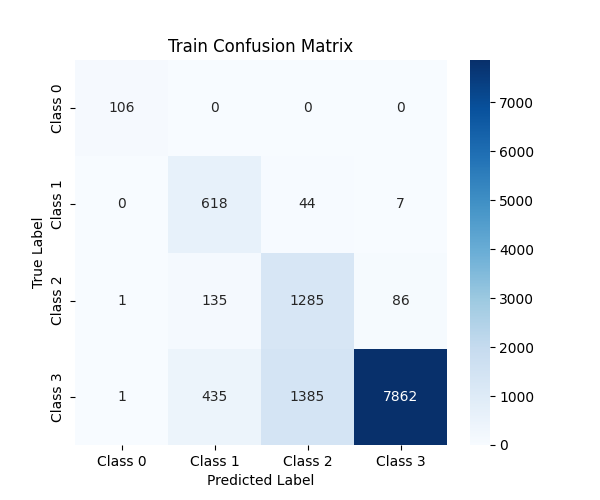 Train Confusion Matrix
Class 0
106 0 0 0
Class 1
0 618 44 7
Class 2
1 135 1285 86
Class 3
1 435 1385 7862
True Label
Class 0 Class 1 Class 2 Class 3
Predicted Label
7000
6000
5000
4000
3000
2000
1000
0